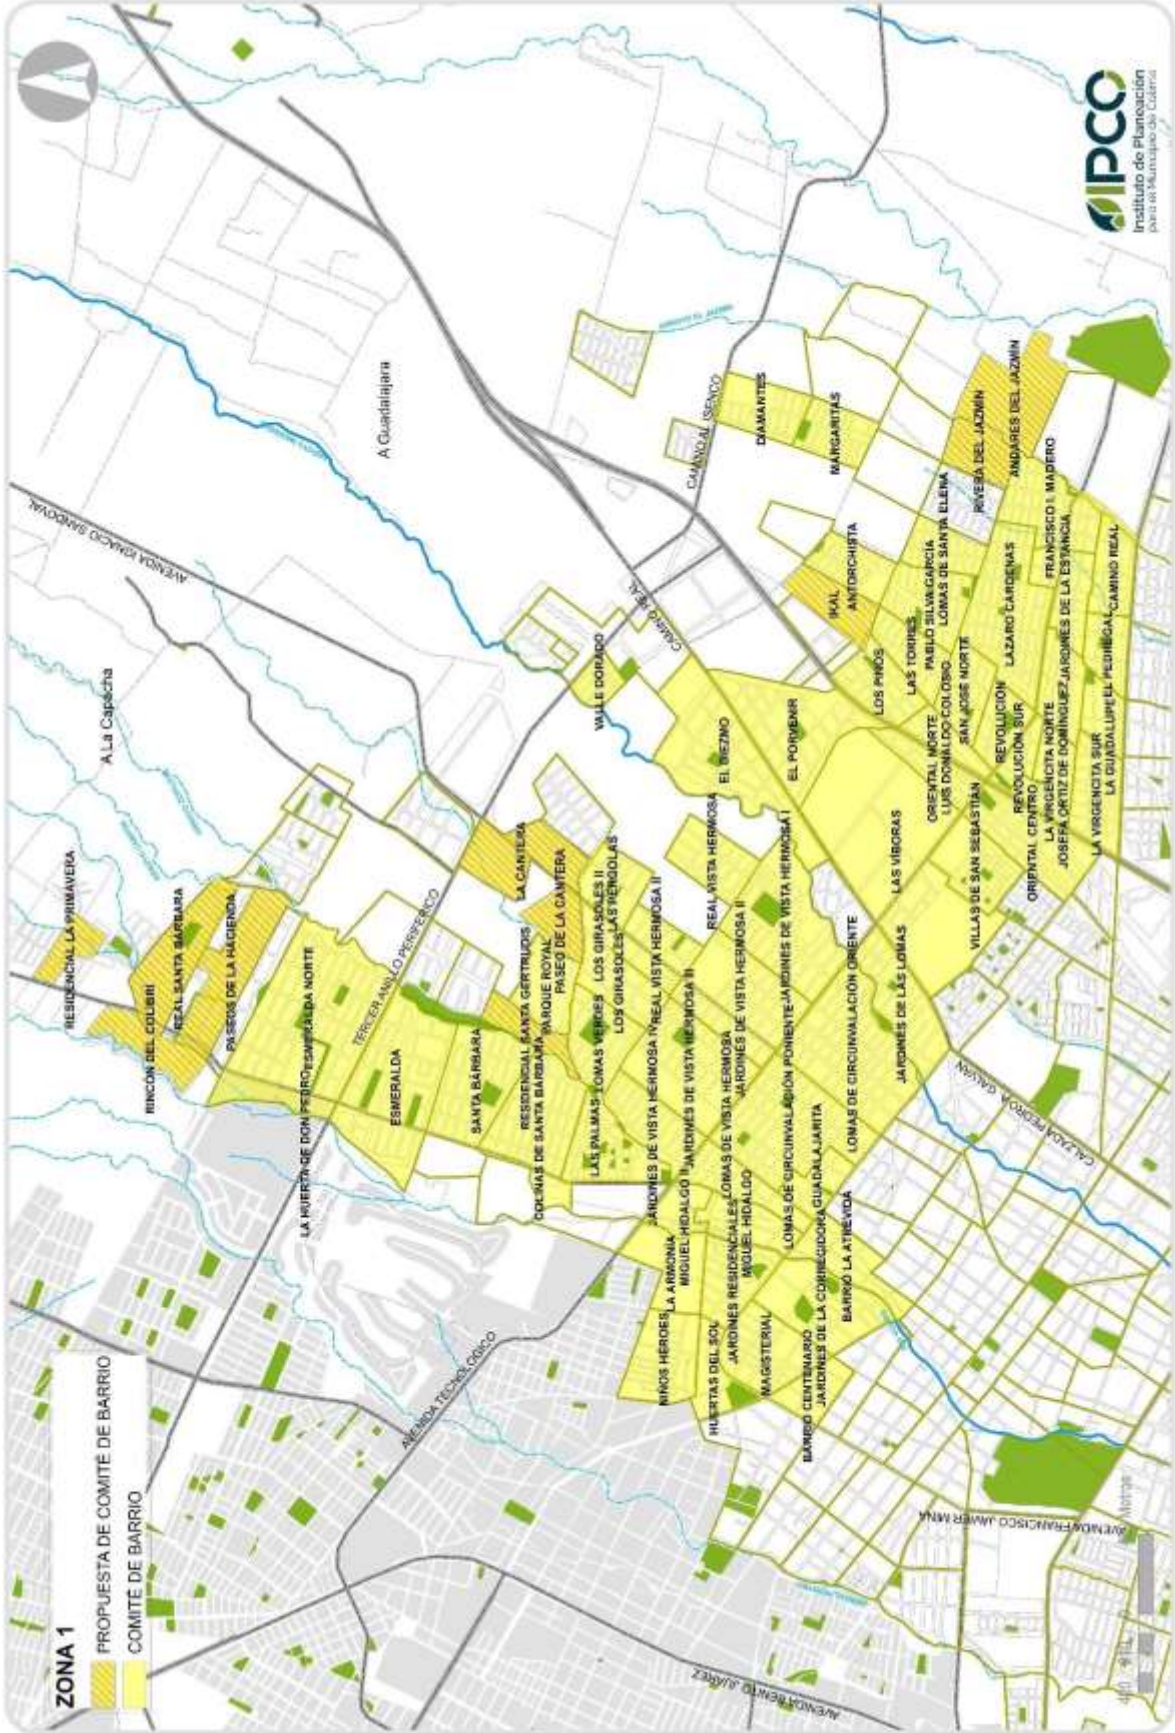 ZONA 1
PROPUESTA DE COMITÉ DE BARRIO
COMITÉ DE BARRIO
IPCO
Instituto de Planeación
para el Municipio de Colima
A Guadalajara
A La Capacha
AVENIDA IGNACIO SANDOVAL
CAMINO AL ISENCO
CAMINO REAL
TERCER ANILLO PERIFERICO
AVENIDA TECNOLOGICO
AVENIDA BENITO JUÁREZ
AVENIDA FRANCISCO JAVIER MINA
CALZADA PEDRO A GALVAN
RESIDENCIAL LA PRIMAVERA
RINCÓN DEL COLIBRÍ
REAL SANTA BÁRBARA
PASEOS DE LA HACIENDA
LA HUERTA DE DON PEDRO
ESMERALDA NORTE
ESMERALDA
SANTA BÁRBARA
RESIDENCIAL SANTA GERTRUDIS
COLINAS DE SANTA BÁRBARA
PARQUE ROYAL
PASEO DE LA CANTERA
LA CANTERA
LAS PALMAS
LOMAS VERDES
LOS GIRASOLES II
LOS GIRASOLES
LAS PÉRGOLAS
VALLE DORADO
JARDINES DE VISTA HERMOSA IV
REAL VISTA HERMOSA II
NIÑOS HÉROES
LA ARMONÍA
MIGUEL HIDALGO II
JARDINES DE VISTA HERMOSA III
REAL VISTA HERMOSA
EL DIEZMO
HUERTAS DEL SOL
JARDINES RESIDENCIALES
LOMAS DE VISTA HERMOSA
MIGUEL HIDALGO
JARDINES DE VISTA HERMOSA II
MAGISTERIAL
LOMAS DE CIRCUNVALACIÓN PONIENTE
JARDINES DE VISTA HERMOSA I
EL PORVENIR
BARRIO CENTENARIO
JARDINES DE LA CORREGIDORA
GUADALAJARITA
BARRIO LA ATREVIDA
LOMAS DE CIRCUNVALACIÓN ORIENTE
JARDINES DE LAS LOMAS
LAS VÍBORAS
DIAMANTES
MARGARITAS
IKAL
ANTORCHISTA
LOS PINOS
LAS TORRES
PABLO SILVA GARCÍA
LOMAS DE SANTA ELENA
ORIENTAL NORTE
LUIS DONALDO COLOSIO
SAN JOSÉ NORTE
RIVERA DEL JAZMÍN
ANDARES DEL JAZMÍN
VILLAS DE SAN SEBASTIÁN
REVOLUCIÓN
LAZARO CARDENAS
REVOLUCIÓN SUR
ORIENTAL CENTRO
LA VIRGENCITA NORTE
FRANCISCO I. MADERO
JOSEFA ORTIZ DE DOMÍNGUEZ
JARDINES DE LA ESTANCIA
LA VIRGENCITA SUR
LA GUADALUPE
EL PEDREGAL
CAMINO REAL
Metros